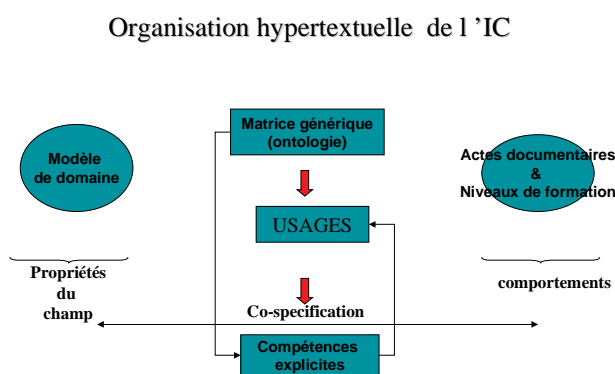 Organisation hypertextuelle de l ’IC
Matrice générique
(ontologie)
Modèle
de domaine
Actes documentaires
&
Niveaux de formation
USAGES
Propriétés
du
champ
comportements
Co-specification
Compétences
explicites